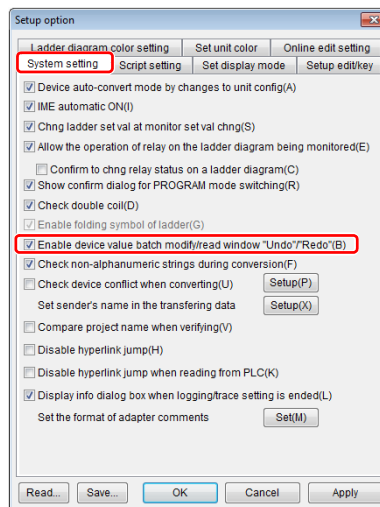 Setup option
Ladder diagram color setting Set unit color Online edit setting
System setting Script setting Set display mode Setup edit/key
Device auto-convert mode by changes to unit config(A)
IME automatic ON(I)
Chng ladder set val at monitor set val chng(S)
Allow the operation of relay on the ladder diagram being monitored(E)
Confirm to chng relay status on a ladder diagram(C)
Show confirm dialog for PROGRAM mode switching(R)
Check double coil(D)
Enable folding symbol of ladder(G)
Enable device value batch modify/read window "Undo"/"Redo"(B)
Check non-alphanumeric strings during conversion(F)
Check device conflict when converting(U) Setup(P)
Set sender's name in the transfering data Setup(X)
Compare project name when verifying(V)
Disable hyperlink jump(H)
Disable hyperlink jump when reading from PLC(K)
Display info dialog box when logging/trace setting is ended(L)
Set the format of adapter comments Set(M)
Read... Save... OK Cancel Apply